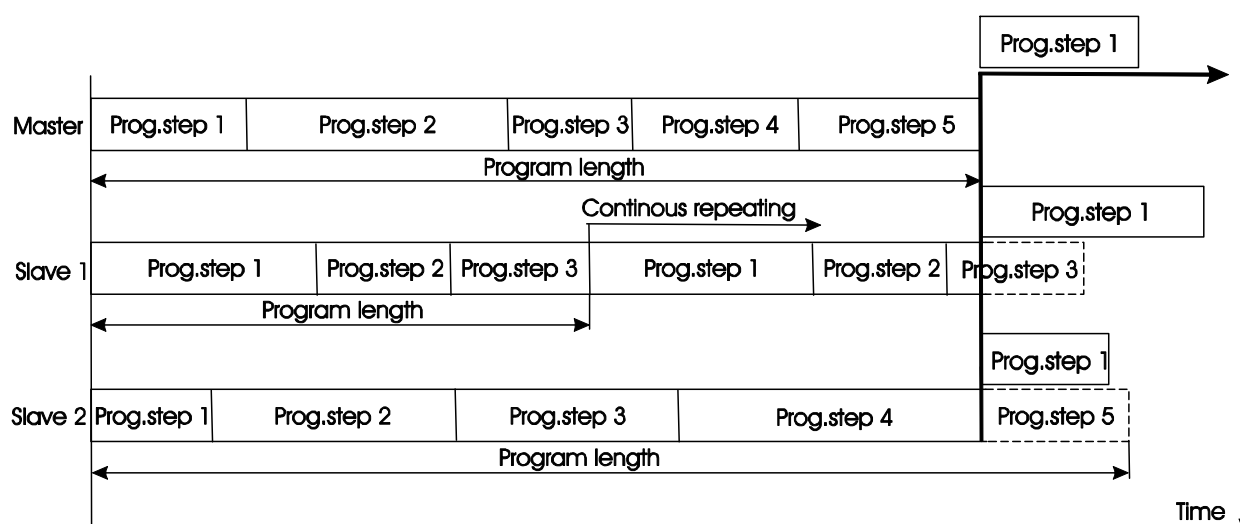 Prog.step 1
Master Prog.step 1 Prog.step 2 Prog.step 3 Prog.step 4 Prog.step 5
Program length
Continous repeating
Prog.step 1
Slave 1 Prog.step 1 Prog.step 2 Prog.step 3 Prog.step 1 Prog.step 2 Prog.step 3
Program length
Prog.step 1
Slave 2 Prog.step 1 Prog.step 2 Prog.step 3 Prog.step 4 Prog.step 5
Program length
Time